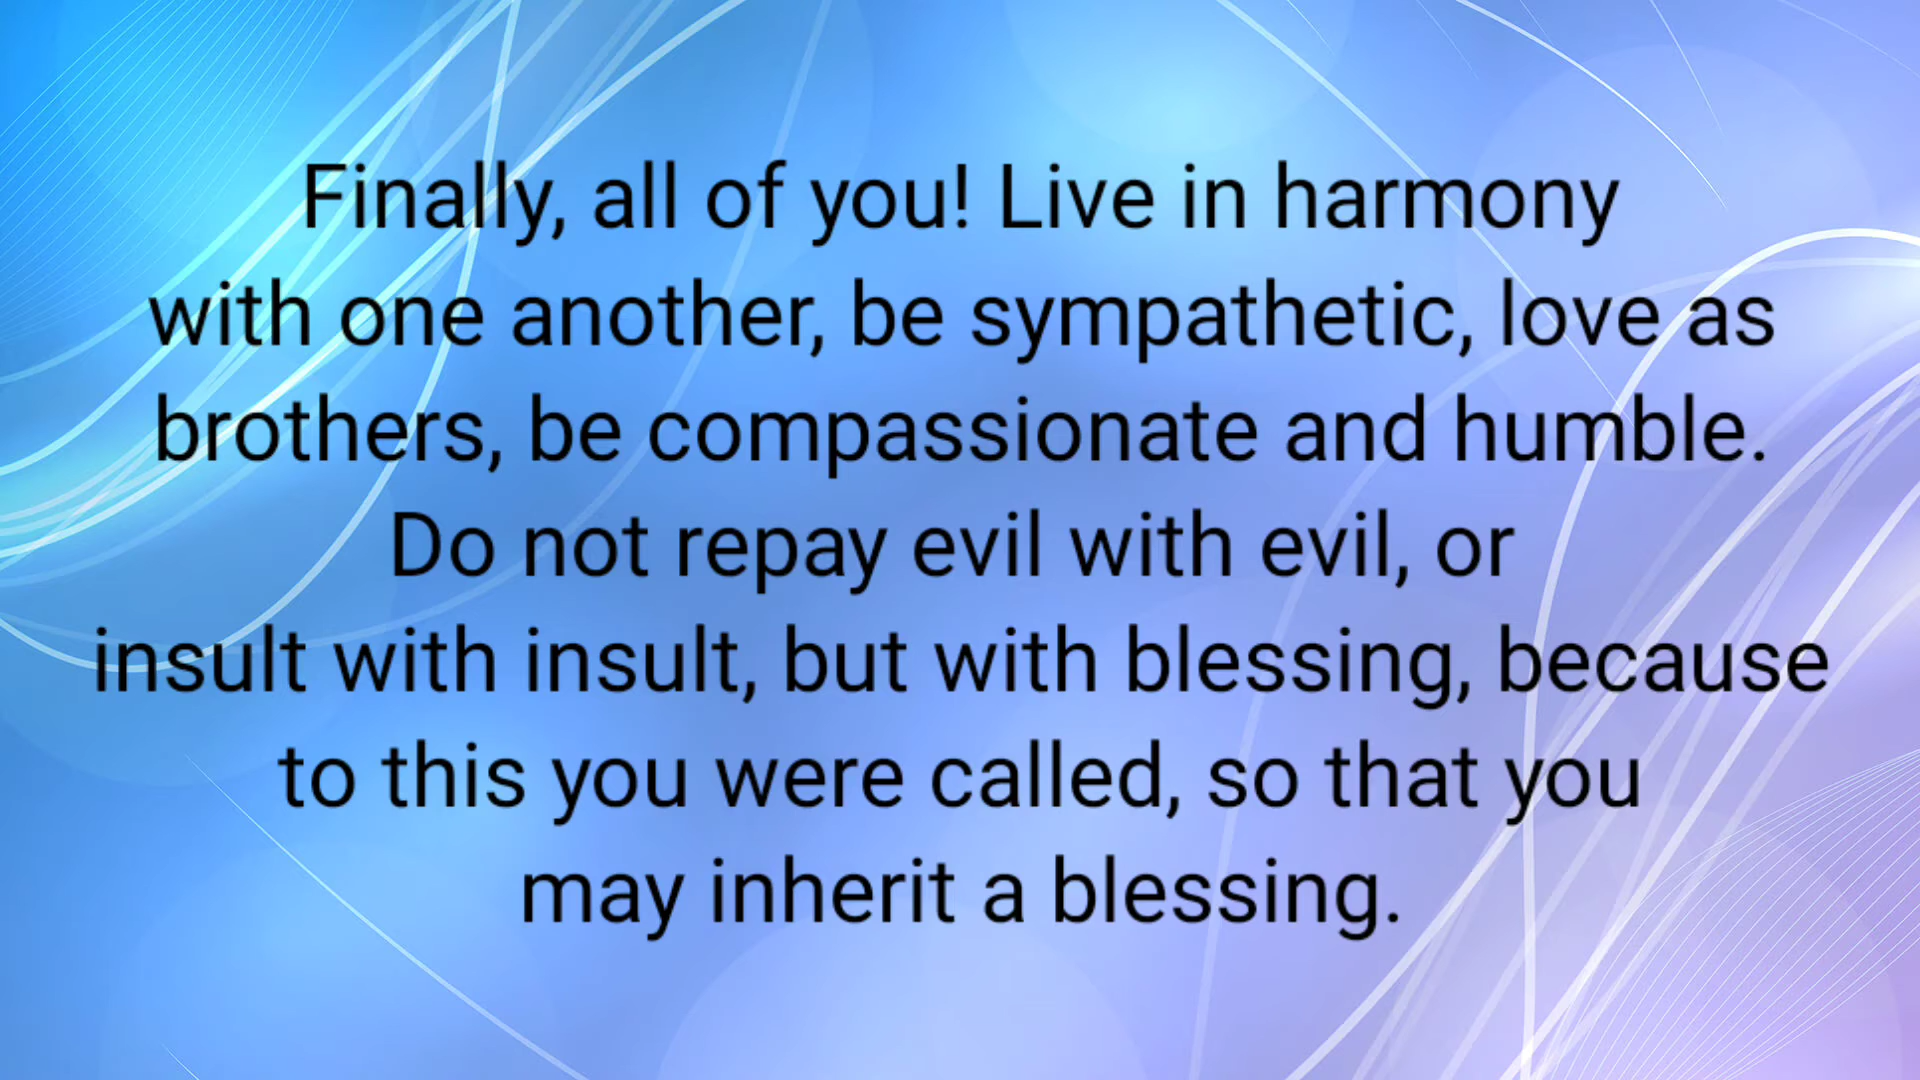 Finally, all of you! Live in harmony
with one another, be sympathetic, love as
brothers, be compassionate and humble.
Do not repay evil with evil, or
insult with insult, but with blessing, because
to this you were called, so that you
may inherit a blessing.